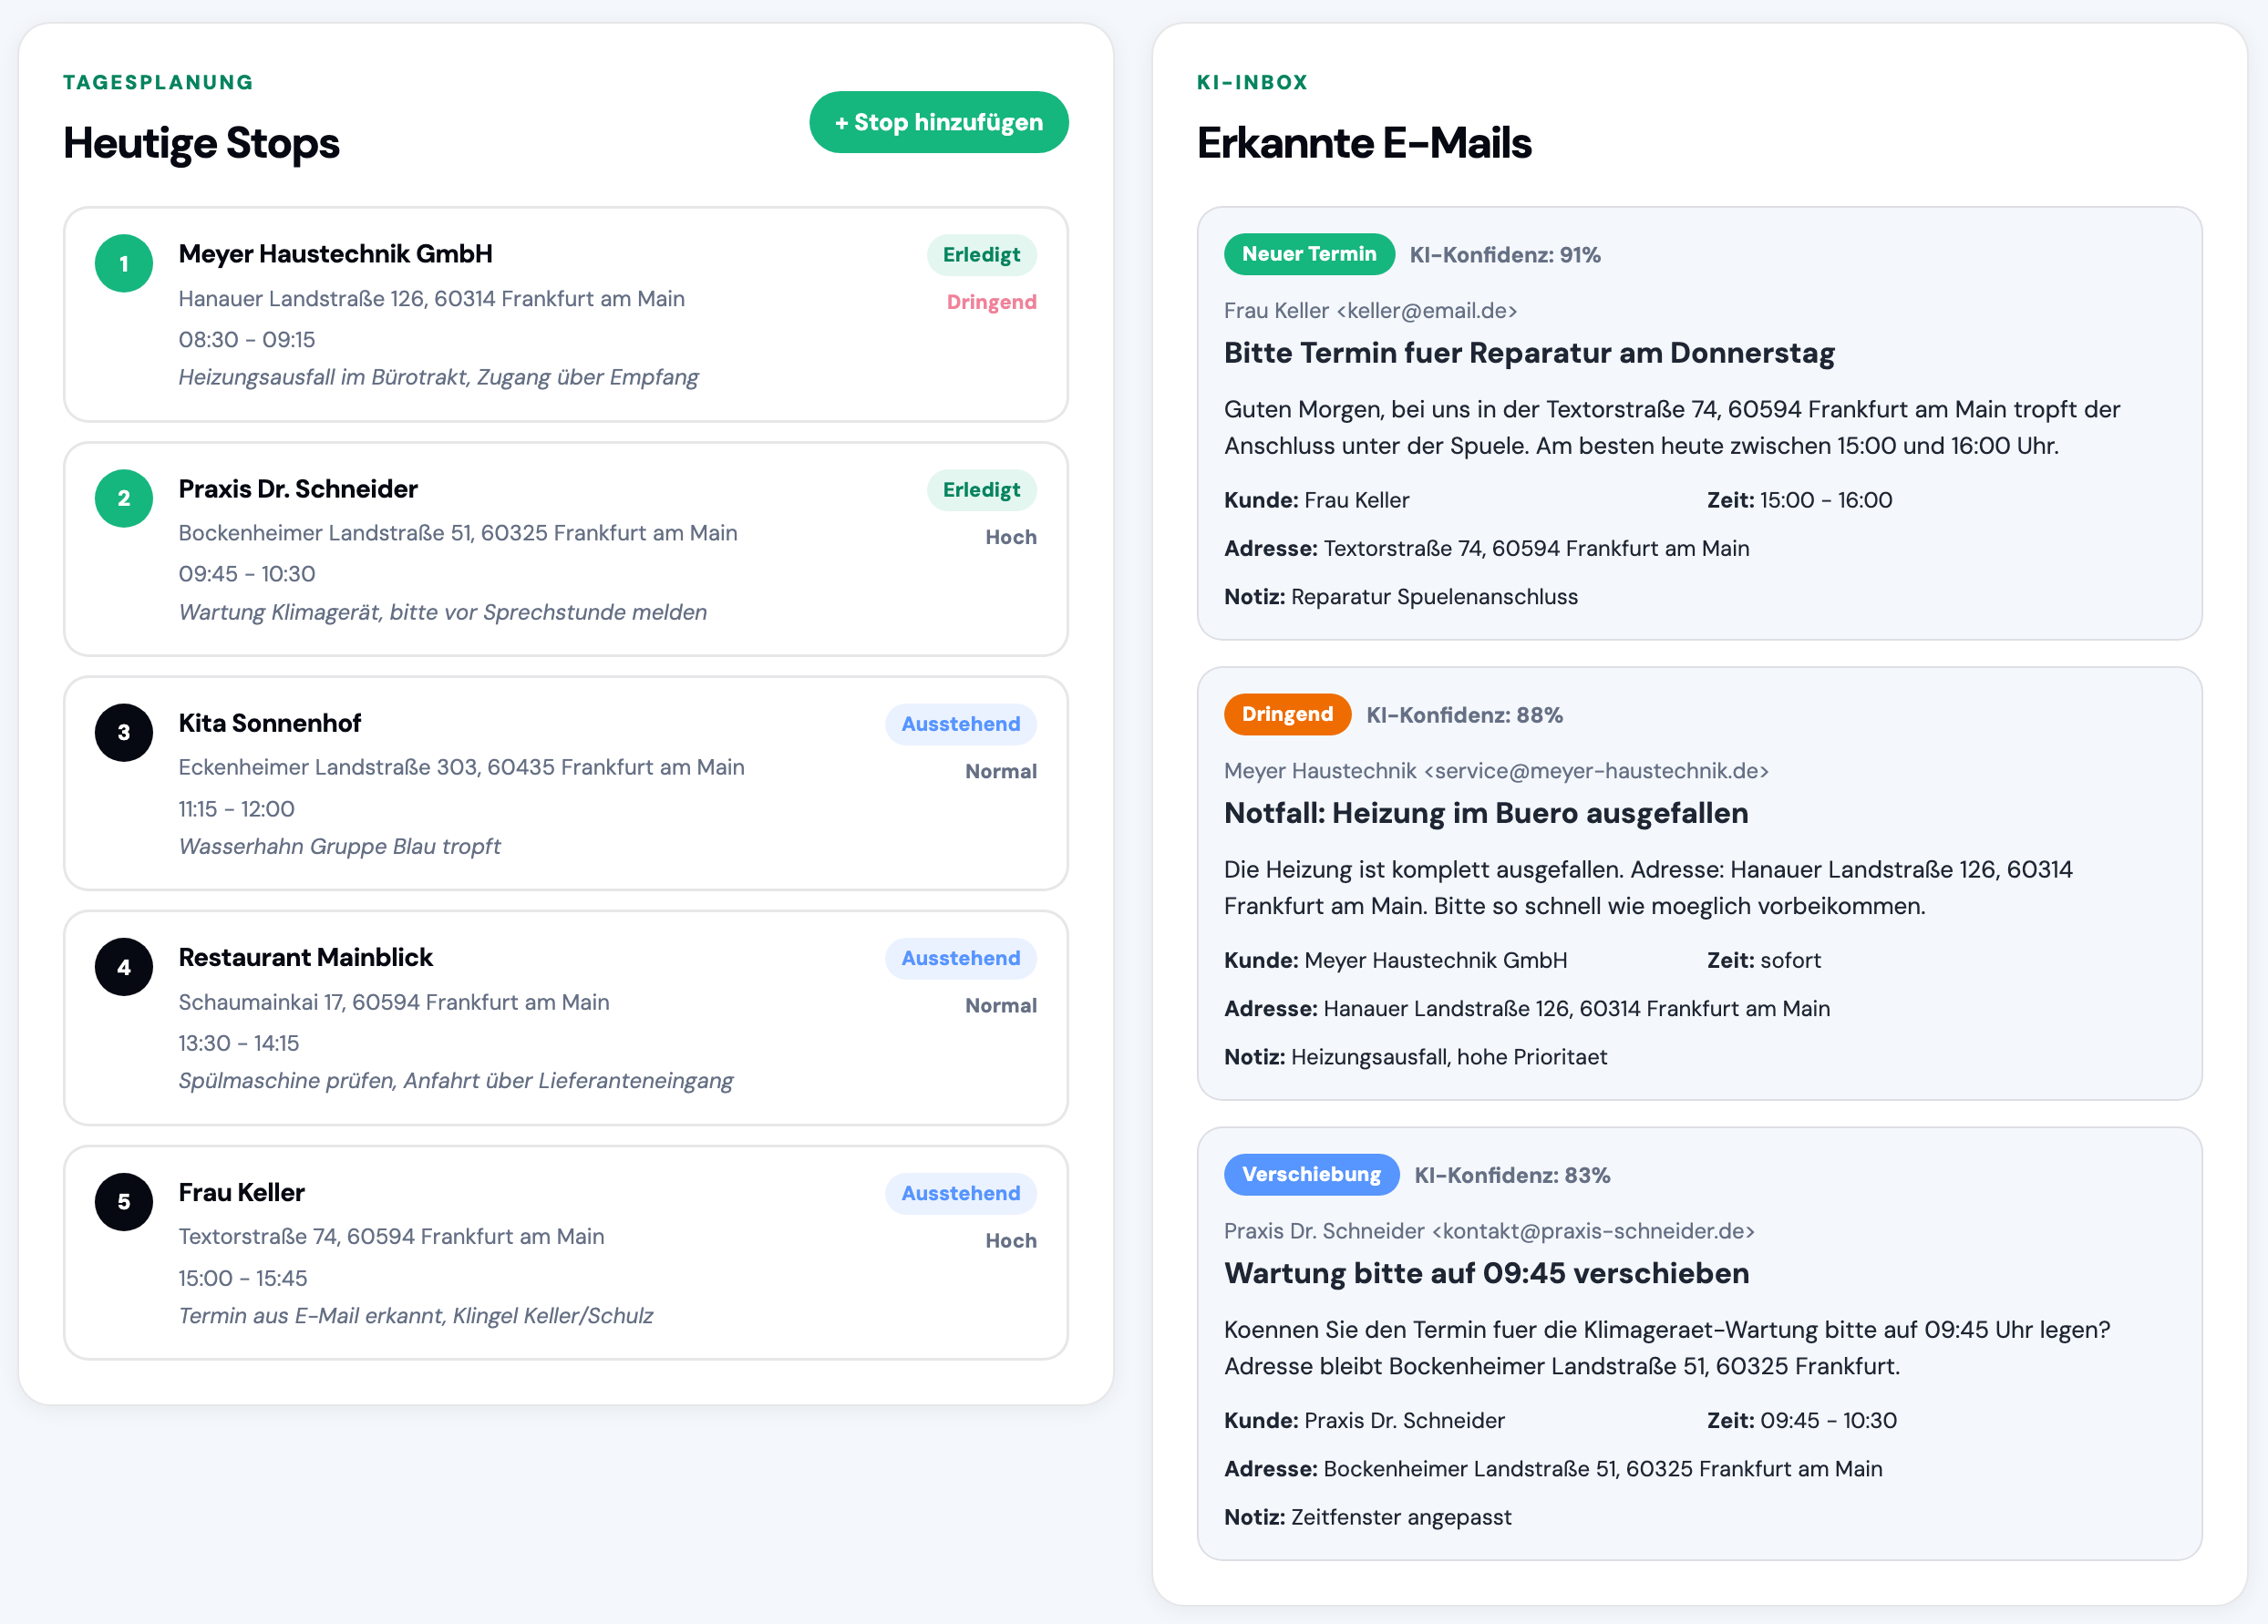 TAGESPLANUNG
Heutige Stops
+ Stop hinzufügen
1
Meyer Haustechnik GmbH
Erledigt
Hanauer Landstraße 126, 60314 Frankfurt am Main
Dringend
08:30 – 09:15
Heizungsausfall im Bürotrakt, Zugang über Empfang
2
Praxis Dr. Schneider
Erledigt
Bockenheimer Landstraße 51, 60325 Frankfurt am Main
Hoch
09:45 – 10:30
Wartung Klimagerät, bitte vor Sprechstunde melden
3
Kita Sonnenhof
Ausstehend
Eckenheimer Landstraße 303, 60435 Frankfurt am Main
Normal
11:15 – 12:00
Wasserhahn Gruppe Blau tropft
4
Restaurant Mainblick
Ausstehend
Schaumainkai 17, 60594 Frankfurt am Main
Normal
13:30 – 14:15
Spülmaschine prüfen, Anfahrt über Lieferanteneingang
5
Frau Keller
Ausstehend
Textorstraße 74, 60594 Frankfurt am Main
Hoch
15:00 – 15:45
Termin aus E-Mail erkannt, Klingel Keller/Schulz
KI-INBOX
Erkannte E-Mails
Neuer Termin KI-Konfidenz: 91%
Frau Keller <keller@email.de>
Bitte Termin fuer Reparatur am Donnerstag
Guten Morgen, bei uns in der Textorstraße 74, 60594 Frankfurt am Main tropft der
Anschluss unter der Spuele. Am besten heute zwischen 15:00 und 16:00 Uhr.
Kunde: Frau Keller Zeit: 15:00 – 16:00
Adresse: Textorstraße 74, 60594 Frankfurt am Main
Notiz: Reparatur Spuelenanschluss
Dringend KI-Konfidenz: 88%
Meyer Haustechnik <service@meyer-haustechnik.de>
Notfall: Heizung im Buero ausgefallen
Die Heizung ist komplett ausgefallen. Adresse: Hanauer Landstraße 126, 60314
Frankfurt am Main. Bitte so schnell wie moeglich vorbeikommen.
Kunde: Meyer Haustechnik GmbH Zeit: sofort
Adresse: Hanauer Landstraße 126, 60314 Frankfurt am Main
Notiz: Heizungsausfall, hohe Prioritaet
Verschiebung KI-Konfidenz: 83%
Praxis Dr. Schneider <kontakt@praxis-schneider.de>
Wartung bitte auf 09:45 verschieben
Koennen Sie den Termin fuer die Klimageraet-Wartung bitte auf 09:45 Uhr legen?
Adresse bleibt Bockenheimer Landstraße 51, 60325 Frankfurt.
Kunde: Praxis Dr. Schneider Zeit: 09:45 – 10:30
Adresse: Bockenheimer Landstraße 51, 60325 Frankfurt am Main
Notiz: Zeitfenster angepasst